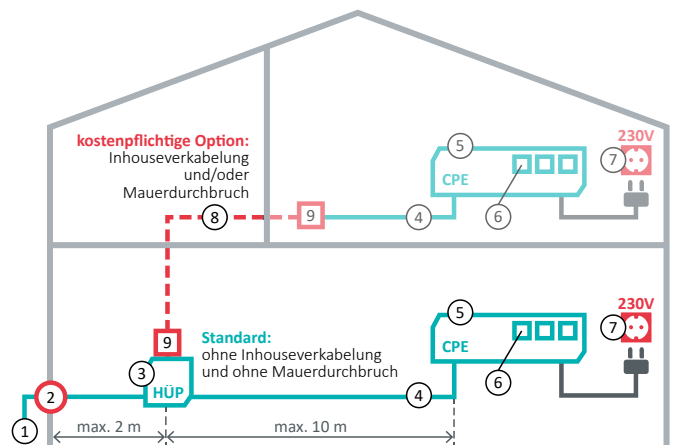 kostenpflichtige Option:
Inhouseverkabelung
und/oder
Mauerdurchbruch
230V
5
7
CPE
6
8
9
4
230V
5
7
CPE
6
9
Standard:
ohne Inhouseverkabelung
und ohne Mauerdurchbruch
3
HÜP
4
2
1
max. 2 m
max. 10 m